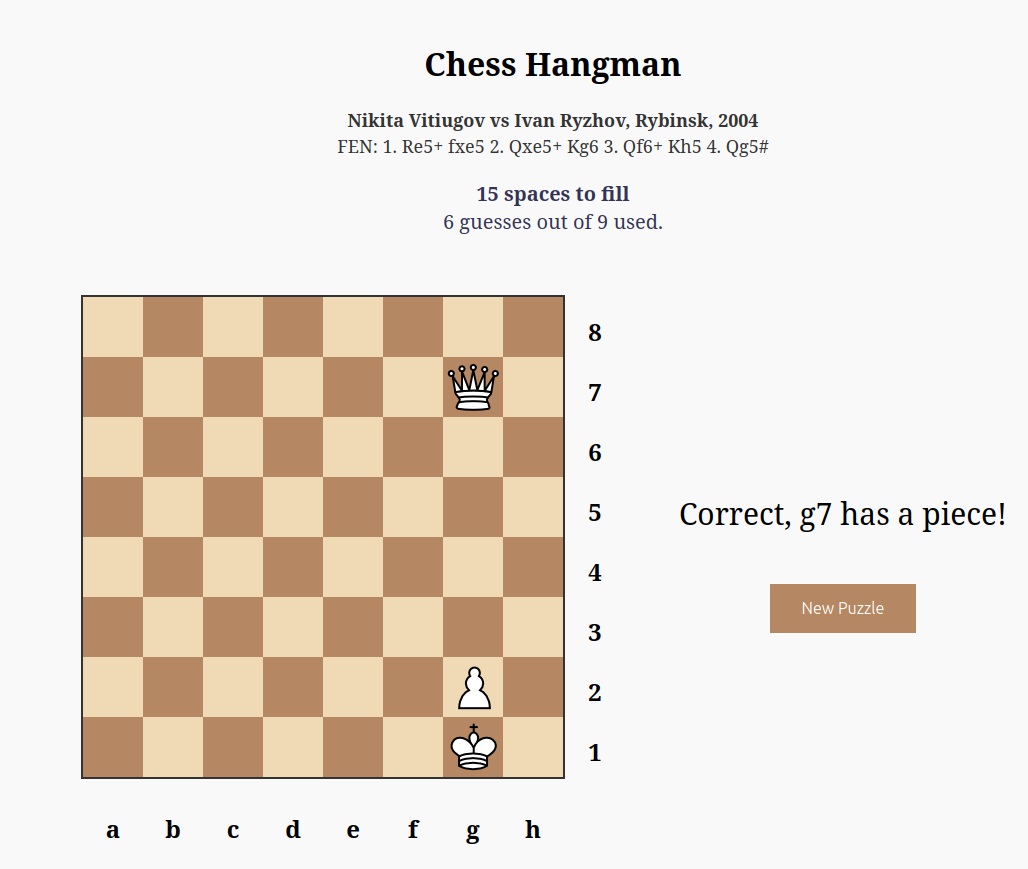 Chess Hangman
Nikita Vitiugov vs Ivan Ryzhov, Rybinsk, 2004
FEN: 1. Re5+ fxe5 2. Qxe5+ Kg6 3. Qf6+ Kh5 4. Qg5#
15 spaces to fill
6 guesses out of 9 used.
8
7
6
5
Correct, g7 has a piece!
4
New Puzzle
3
2
1
a b c d e f g h